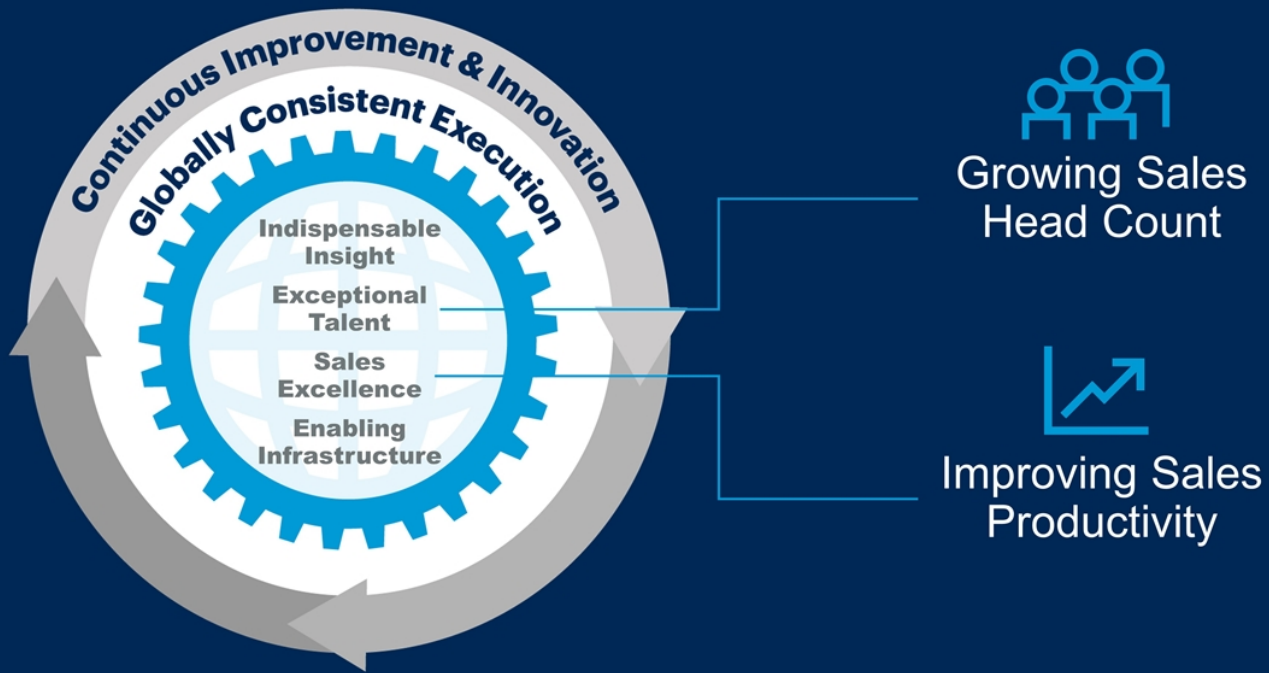 Continuous Improvement & Innovation
Globally Consistent Execution
Indispensable
Insight
Exceptional
Talent
Sales
Excellence
Enabling
Infrastructure
Growing Sales
Head Count
Improving Sales
Productivity